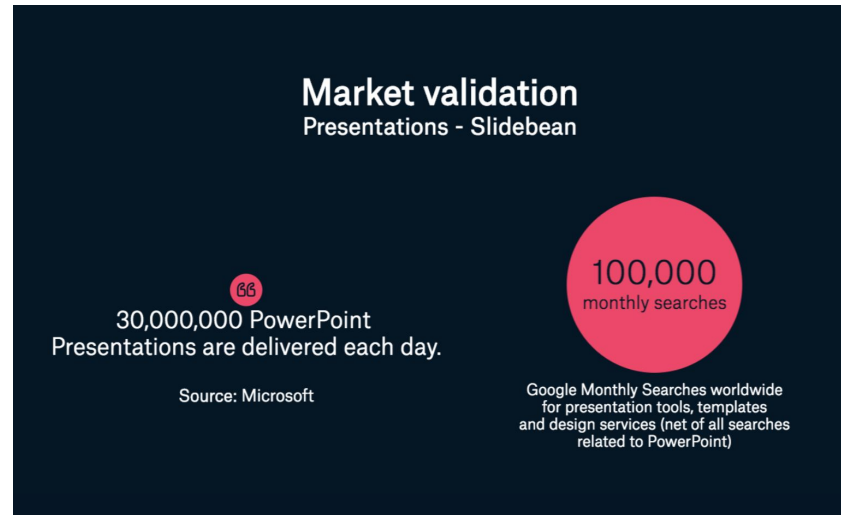 Market validation
Presentations - Slidebean
30,000,000 PowerPoint
Presentations are delivered each day.
Source: Microsoft
100,000
monthly searches
Google Monthly Searches worldwide
for presentation tools, templates
and design services (net of all searches
related to PowerPoint)